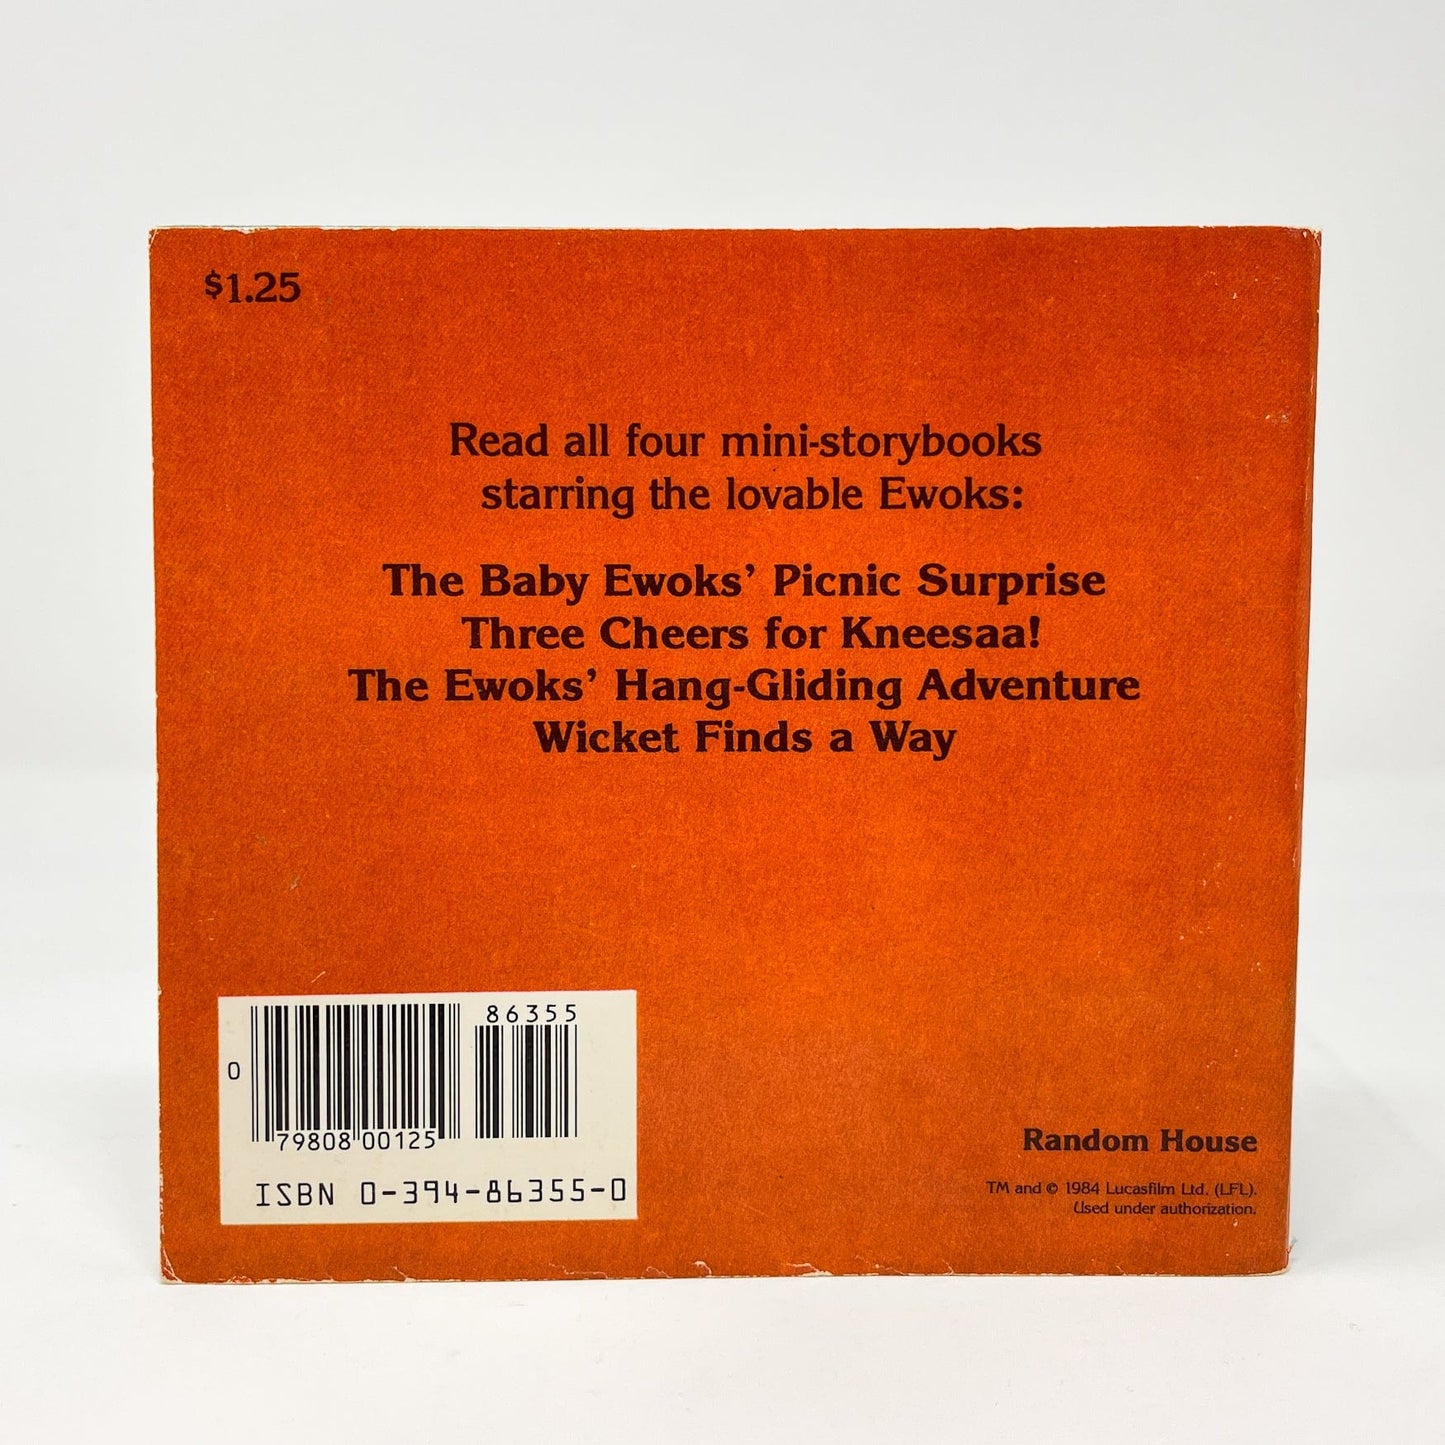 $1.25
Read all four mini-storybooks
starring the lovable Ewoks:
The Baby Ewoks’ Picnic Surprise
Three Cheers for Kneesaa!
The Ewoks’ Hang-Gliding Adventure
Wicket Finds a Way
86355
0
79808 00125
ISBN 0-394-86355-0
Random House
TM and © 1984 Lucasfilm Ltd. (LFL).
Used under authorization.